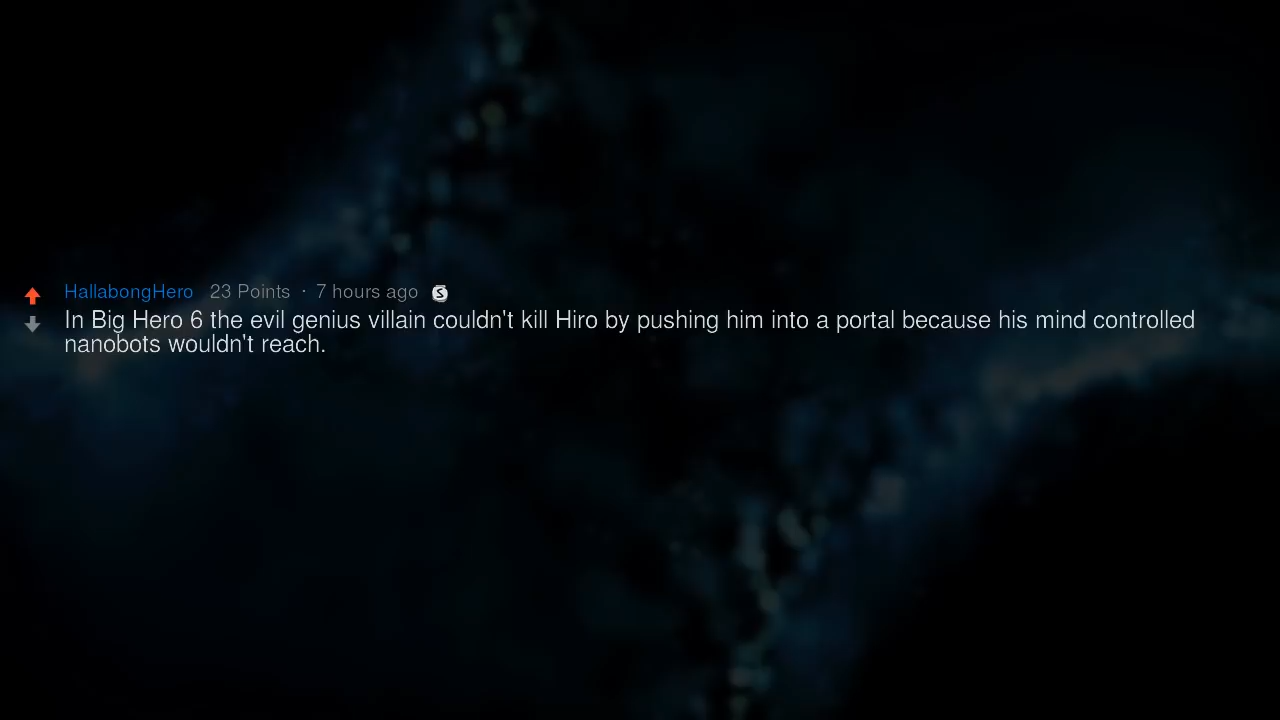 HallabongHero 23 Points · 7 hours ago S
In Big Hero 6 the evil genius villain couldn't kill Hiro by pushing him into a portal because his mind controlled
nanobots wouldn't reach.